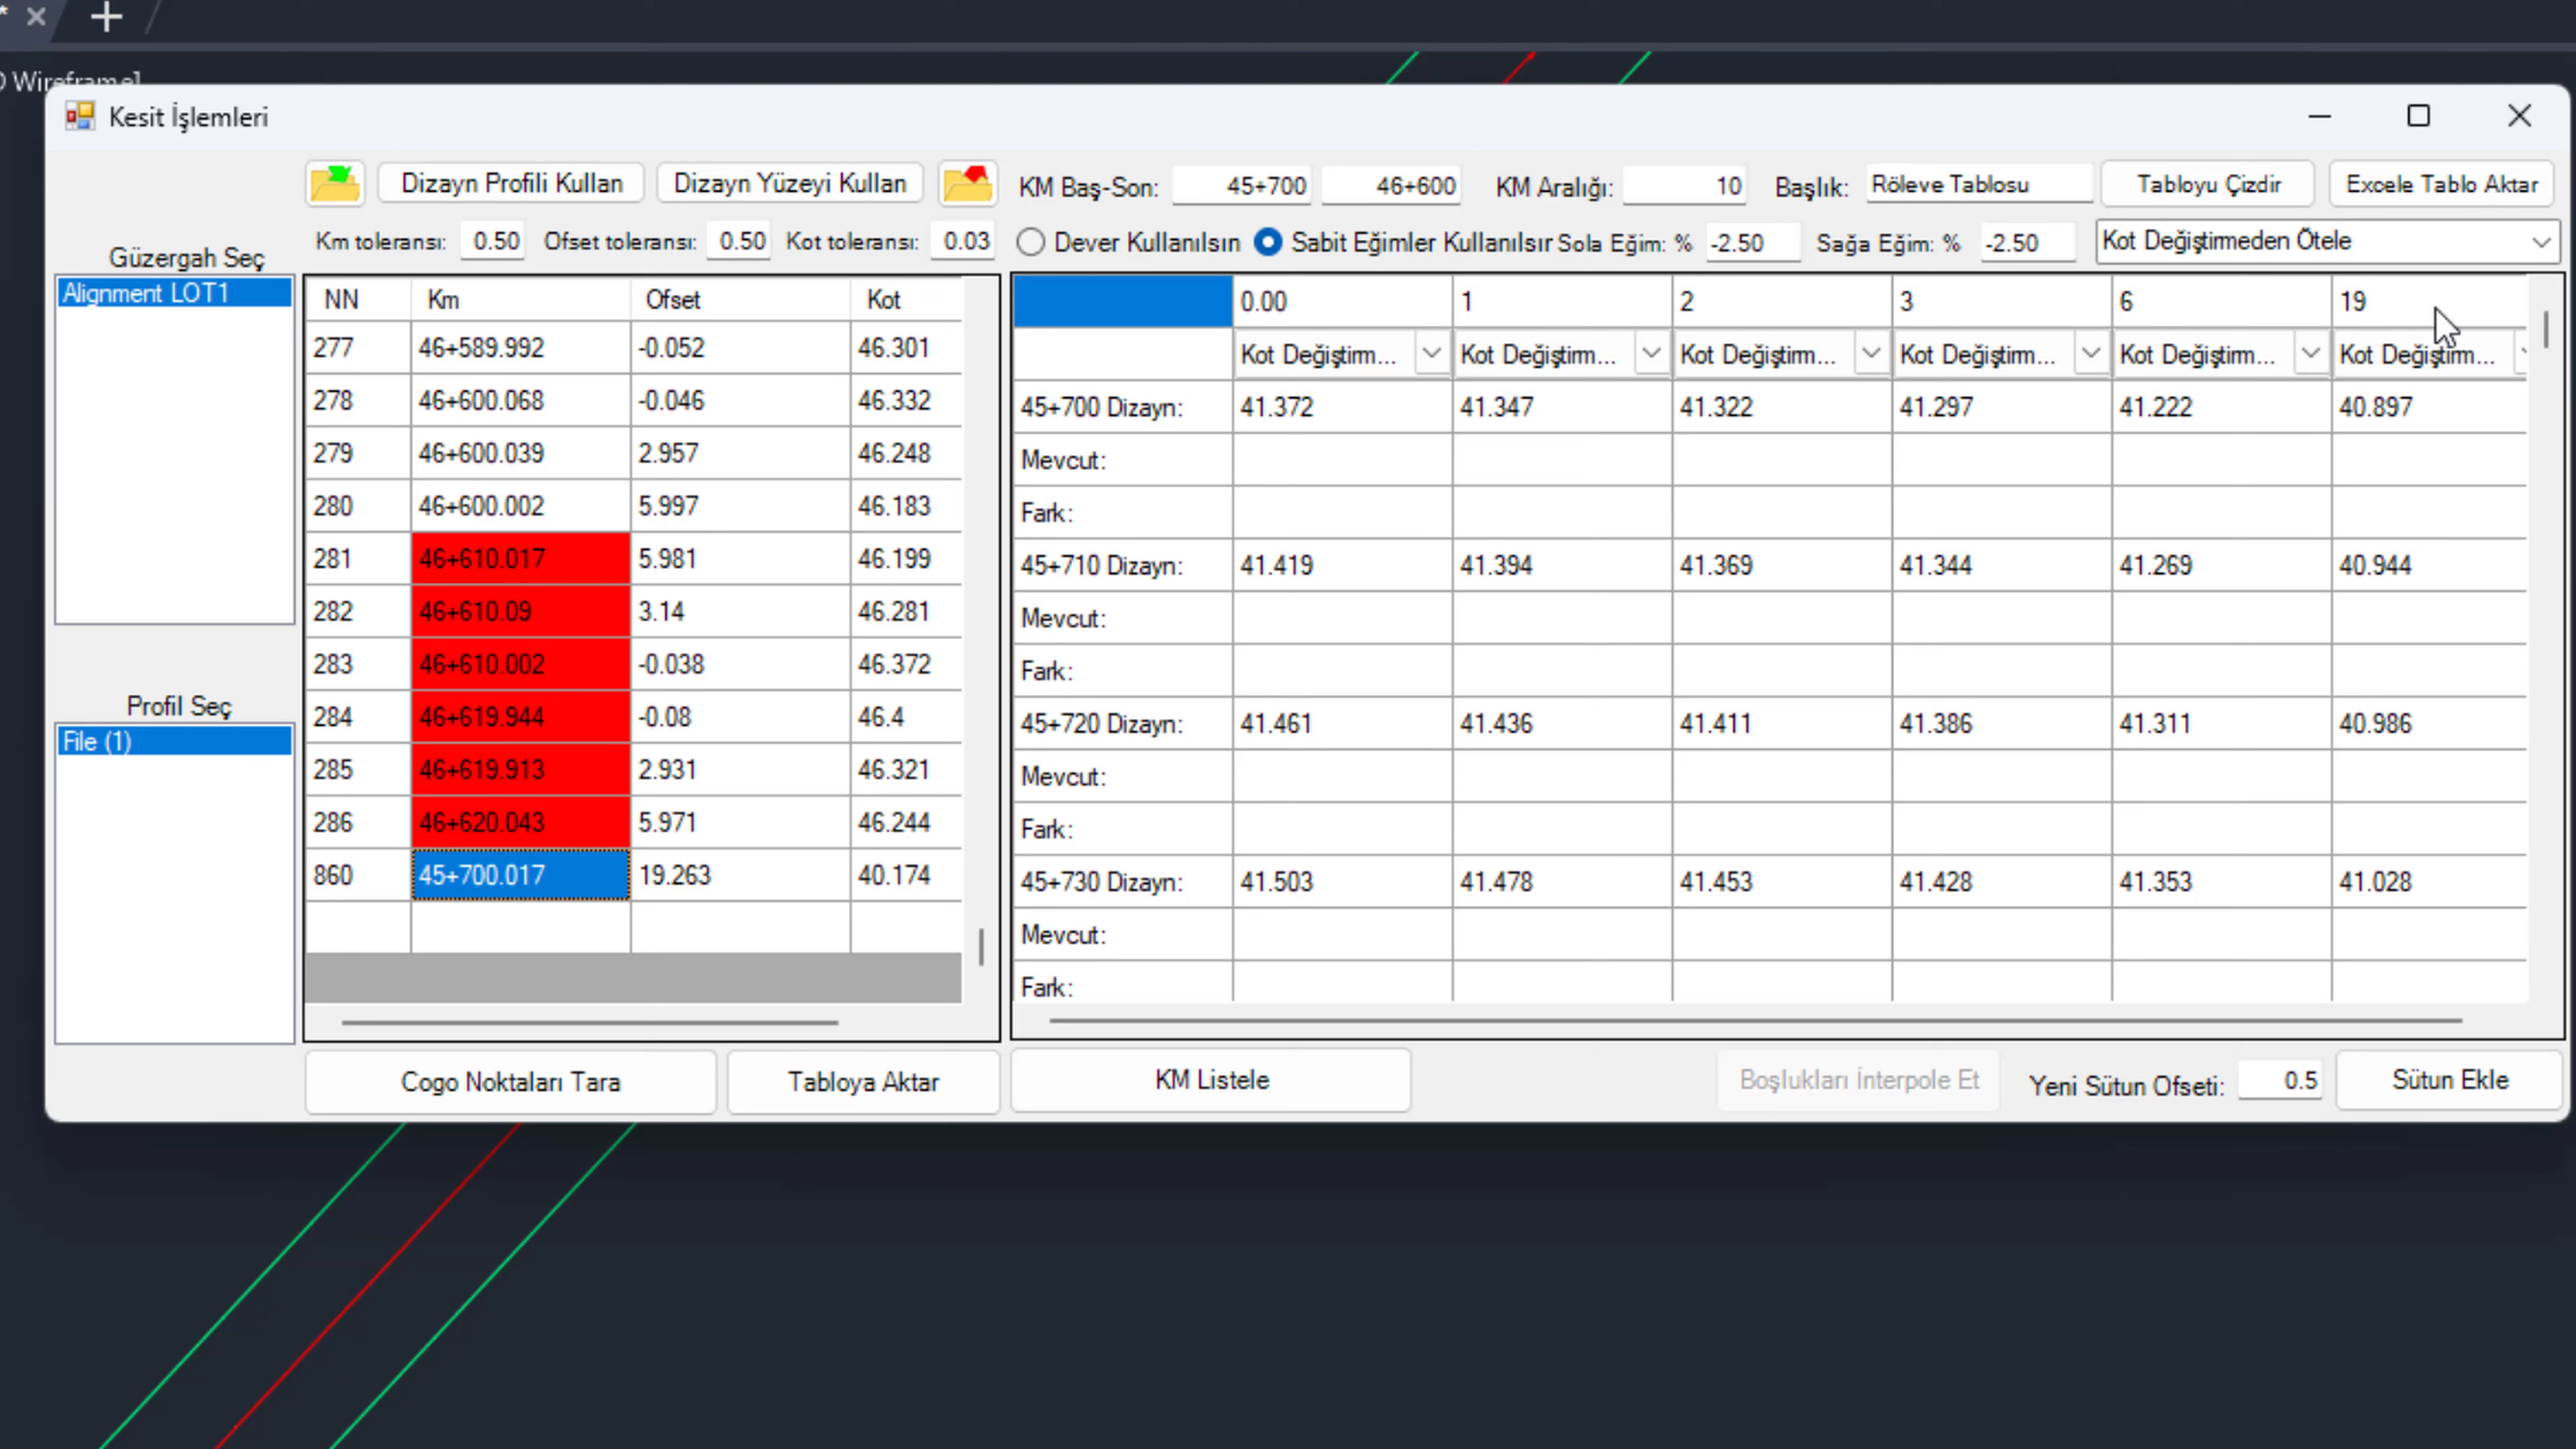 *
D Wireframe]
Kesit İşlemleri
Dizayn Profili Kullan Dizayn Yüzeyi Kullan KM Baş-Son: 45+700 46+600 KM Aralığı: 10 Başlık: Röleve Tablosu Tabloyu Çizdir Excele Tablo Aktar
Km toleransı: 0.50 Ofset toleransı: 0.50 Kot toleransı: 0.03 Dever Kullanılsın Sabit Eğimler Kullanılsır Sola Eğim: % -2.50 Sağa Eğim: % -2.50 Kot Değiştirmeden Ötele
Güzergah Seç
Alignment LOT1
Profil Seç
File (1)
NN Km Ofset Kot
277 46+589.992 -0.052 46.301
278 46+600.068 -0.046 46.332
279 46+600.039 2.957 46.248
280 46+600.002 5.997 46.183
281 46+610.017 5.981 46.199
282 46+610.09 3.14 46.281
283 46+610.002 -0.038 46.372
284 46+619.944 -0.08 46.4
285 46+619.913 2.931 46.321
286 46+620.043 5.971 46.244
860 45+700.017 19.263 40.174
0.00 1 2 3 6 19
Kot Değiştirm... Kot Değiştirm... Kot Değiştirm... Kot Değiştirm... Kot Değiştirm... Kot Değiştirm...
45+700 Dizayn: 41.372 41.347 41.322 41.297 41.222 40.897
Mevcut:
Fark:
45+710 Dizayn: 41.419 41.394 41.369 41.344 41.269 40.944
Mevcut:
Fark:
45+720 Dizayn: 41.461 41.436 41.411 41.386 41.311 40.986
Mevcut:
Fark:
45+730 Dizayn: 41.503 41.478 41.453 41.428 41.353 41.028
Mevcut:
Fark:
Cogo Noktaları Tara Tabloya Aktar KM Listele Boşlukları İnterpole Et Yeni Sütun Ofseti: 0.5 Sütun Ekle